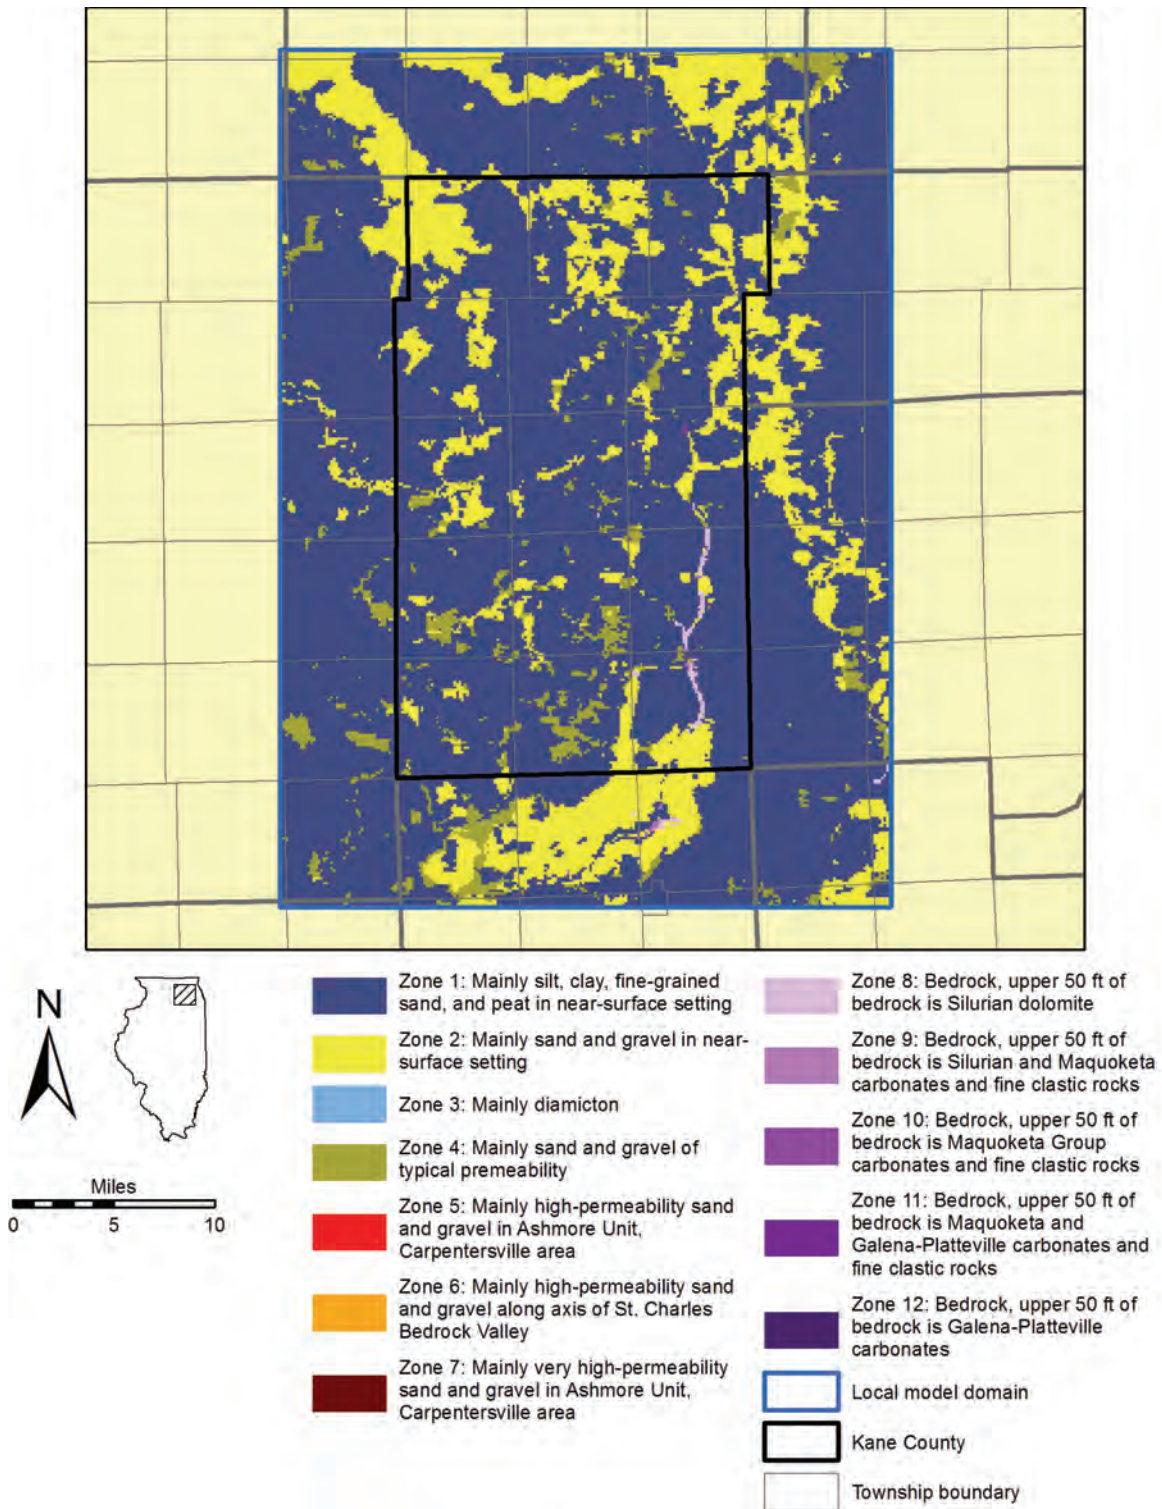 N
Miles
0 5 10
Zone 1: Mainly silt, clay, fine-grained
sand, and peat in near-surface setting
Zone 2: Mainly sand and gravel in near-
surface setting
Zone 3: Mainly diamicton
Zone 4: Mainly sand and gravel of
typical premeability
Zone 5: Mainly high-permeability sand
and gravel in Ashmore Unit,
Carpentersville area
Zone 6: Mainly high-permeability sand
and gravel along axis of St. Charles
Bedrock Valley
Zone 7: Mainly very high-permeability
sand and gravel in Ashmore Unit,
Carpentersville area
Zone 8: Bedrock, upper 50 ft of
bedrock is Silurian dolomite
Zone 9: Bedrock, upper 50 ft of
bedrock is Silurian and Maquoketa
carbonates and fine clastic rocks
Zone 10: Bedrock, upper 50 ft of
bedrock is Maquoketa Group
carbonates and fine clastic rocks
Zone 11: Bedrock, upper 50 ft of
bedrock is Maquoketa and
Galena-Platteville carbonates and
fine clastic rocks
Zone 12: Bedrock, upper 50 ft of
bedrock is Galena-Platteville
carbonates
Local model domain
Kane County
Township boundary